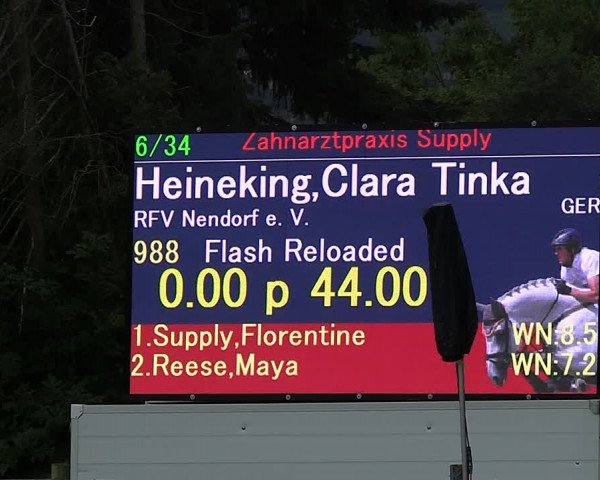 6/34 Zahnarztpraxis Supply
Heineking,Clara Tinka
RFV Nendorf e. V.
GER
988 Flash Reloaded
0.00 p 44.00
1.Supply,Florentine WN:8.5
2.Reese,Maya WN:7.2